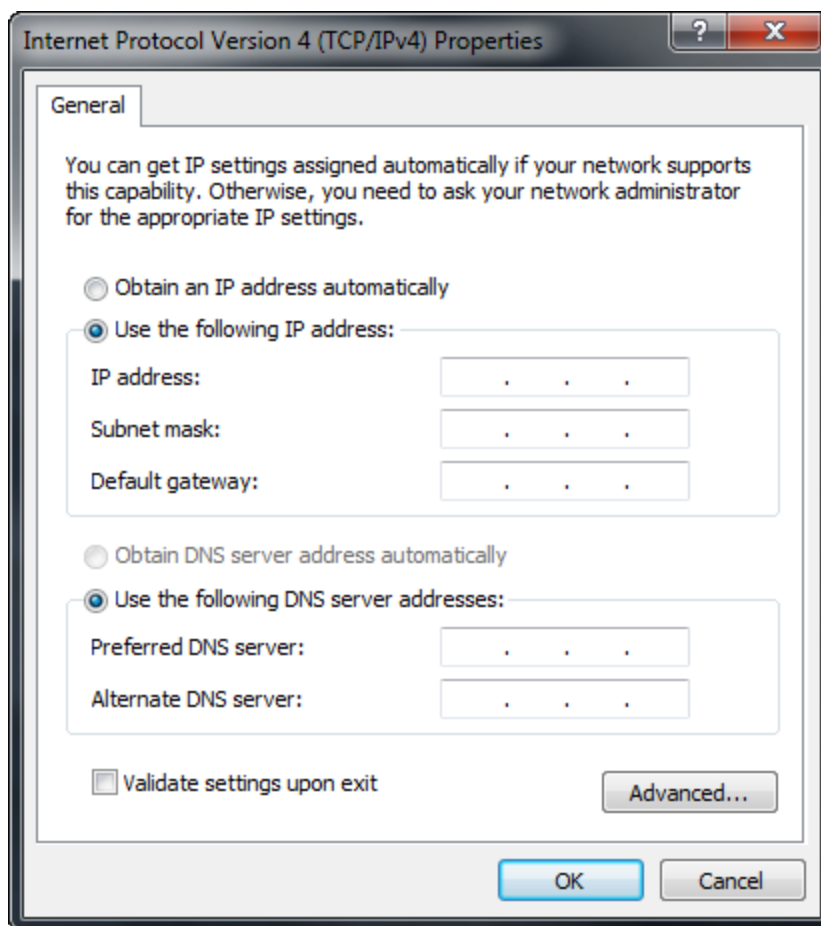 Internet Protocol Version 4 (TCP/IPv4) Properties
?
General
You can get IP settings assigned automatically if your network supports
this capability. Otherwise, you need to ask your network administrator
for the appropriate IP settings.
Obtain an IP address automatically
Use the following IP address:
IP address: . . .
Subnet mask: . . .
Default gateway: . . .
Obtain DNS server address automatically
Use the following DNS server addresses:
Preferred DNS server: . . .
Alternate DNS server: . . .
Validate settings upon exit
Advanced...
OK Cancel